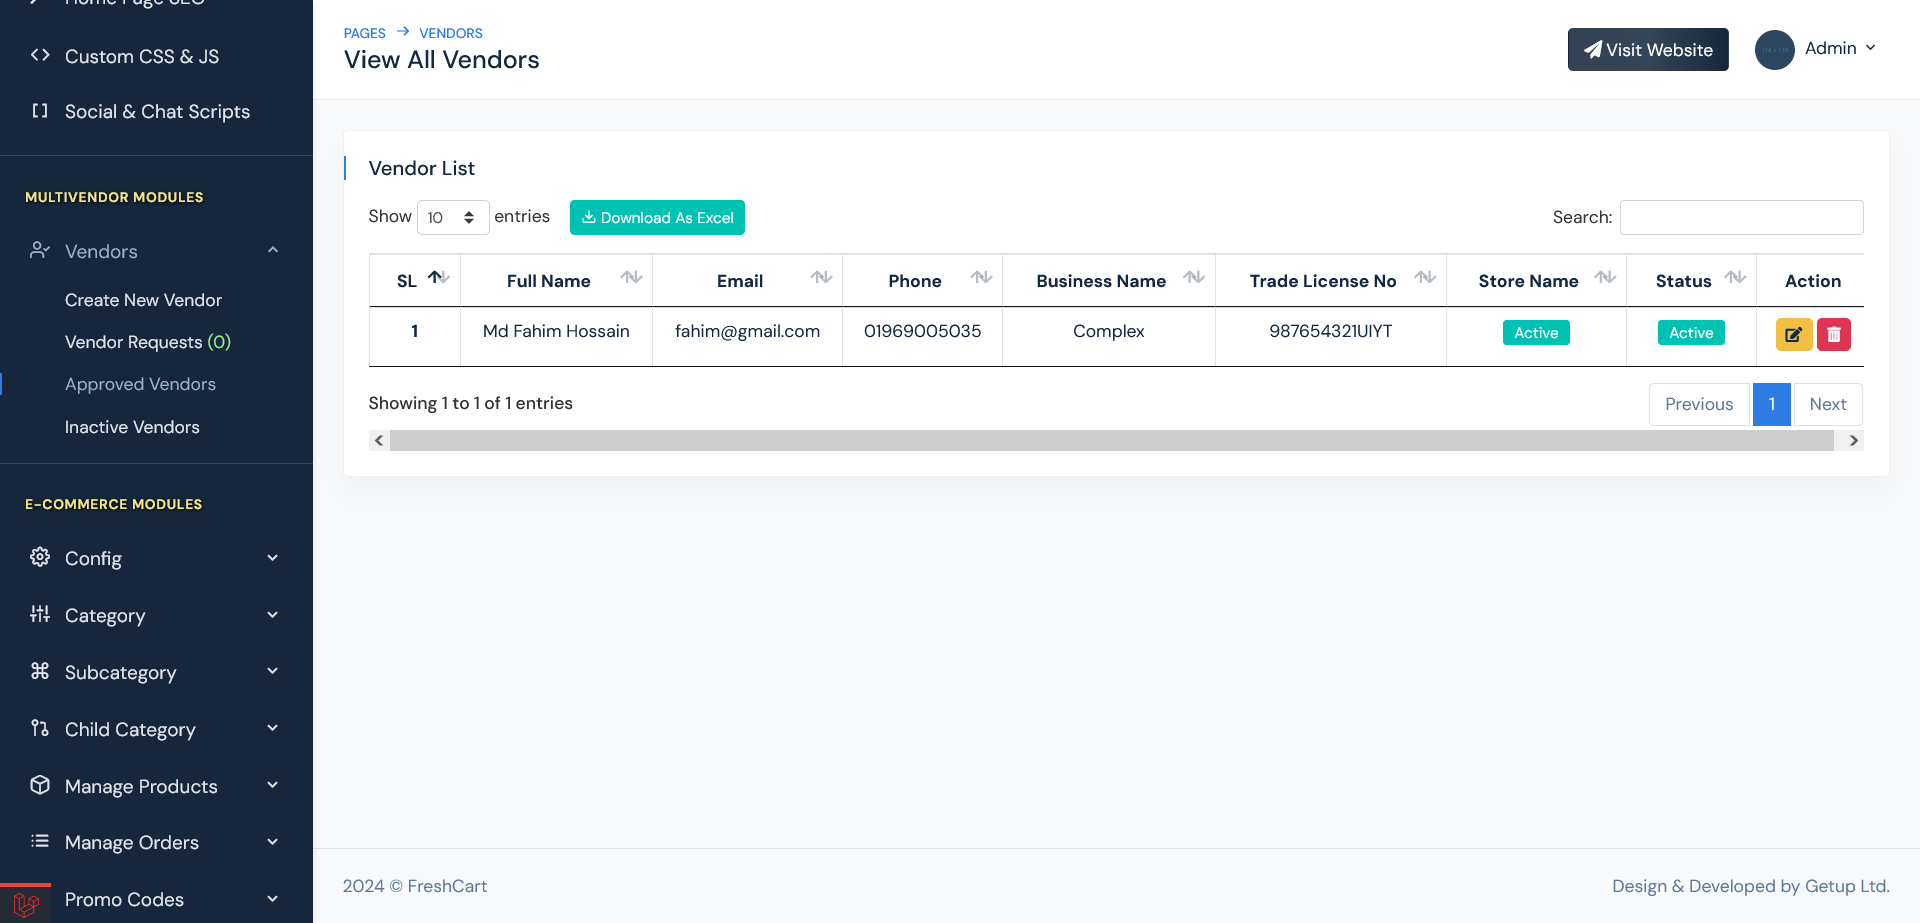 Home Page SEO
Custom CSS & JS
Social & Chat Scripts
MULTIVENDOR MODULES
Vendors
Create New Vendor
Vendor Requests (0)
Approved Vendors
Inactive Vendors
E-COMMERCE MODULES
Config
Category
Subcategory
Child Category
Manage Products
Manage Orders
Promo Codes
PAGES → VENDORS
View All Vendors
Visit Website
Admin
Vendor List
Show 10 entries
Download As Excel
Search:
SL Full Name Email Phone Business Name Trade License No Store Name Status Action
1 Md Fahim Hossain fahim@gmail.com 01969005035 Complex 987654321UIYT Active Active
Showing 1 to 1 of 1 entries
Previous 1 Next
2024 © FreshCart
Design & Developed by Getup Ltd.